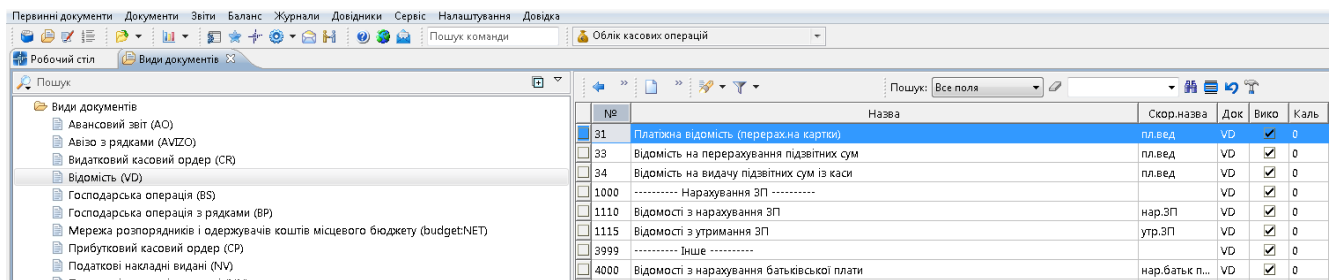 Первинні документи Документи Звіти Баланс Журнали Довідники Сервіс Налаштування Довідка
Пошук команди Облік касових операцій
Робочий стіл Види документів
Пошук
Пошук: Все поля
Види документів
Авансовий звіт (АО)
Авізо з рядками (AVIZO)
Видатковий касовий ордер (CR)
Відомість (VD)
Господарська операція (BS)
Господарська операція з рядками (BP)
Мережа розпорядників і одержувачів коштів місцевого бюджету (budget:NET)
Прибутковий касовий ордер (CP)
Податкові накладні видані (NV)
№ Назва Скор.назва Док Вико Каль
31 Платіжна відомість (перерах.на картки) пл.вед VD 0
33 Відомість на перерахування підзвітних сум пл.вед VD 0
34 Відомість на видачу підзвітних сум із каси пл.вед VD 0
1000 ---------- Нарахування ЗП ---------- VD 0
1110 Відомості з нарахування ЗП нар.ЗП VD 0
1115 Відомості з утримання ЗП утр.ЗП VD 0
3999 ---------- Інше ---------- VD 0
4000 Відомості з нарахування батьківської плати нар.батьк п... VD 0